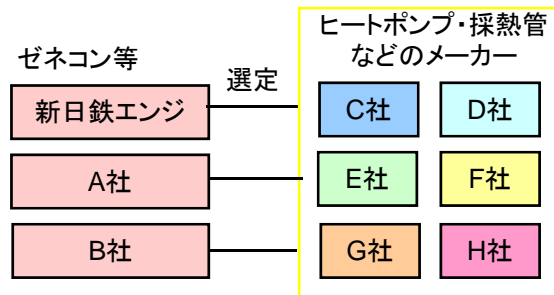 ヒートポンプ・採熱管
などのメーカー
ゼネコン等
選定
新日鉄エンジ
C社
D社
A社
E社
F社
B社
G社
H社